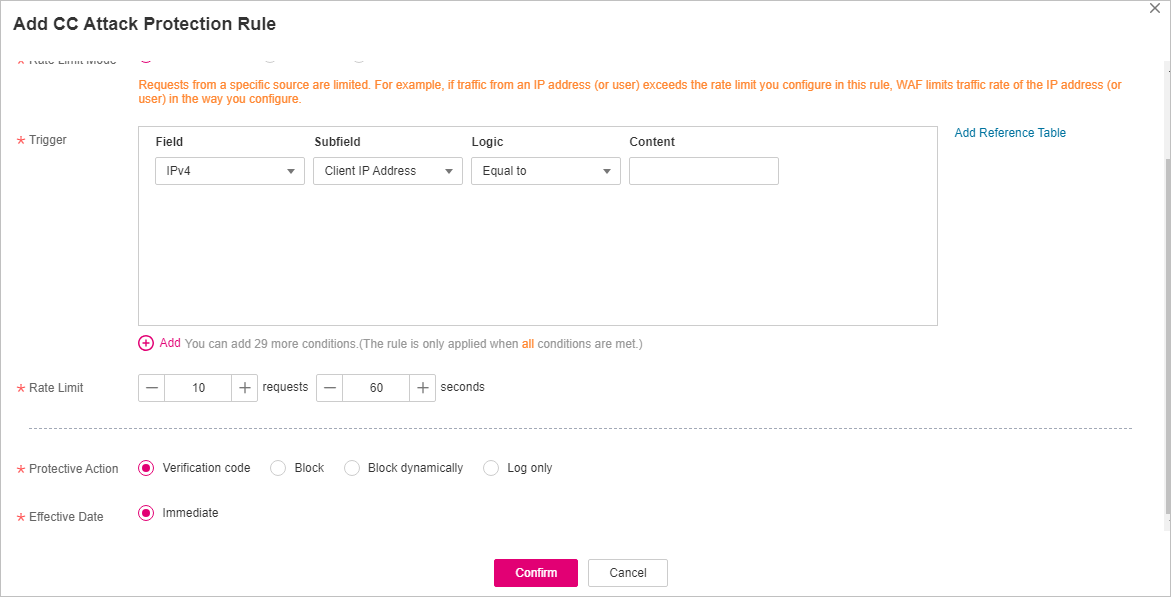 Add CC Attack Protection Rule
Rate Limit Mode
Requests from a specific source are limited. For example, if traffic from an IP address (or user) exceeds the rate limit you configure in this rule, WAF limits traffic rate of the IP address (or
user) in the way you configure.
* Trigger
Field Subfield Logic Content
Add Reference Table
IPv4 Client IP Address Equal to
Add You can add 29 more conditions.(The rule is only applied when all conditions are met.)
* Rate Limit — 10 + requests — 60 + seconds
* Protective Action Verification code Block Block dynamically Log only
* Effective Date Immediate
Confirm Cancel